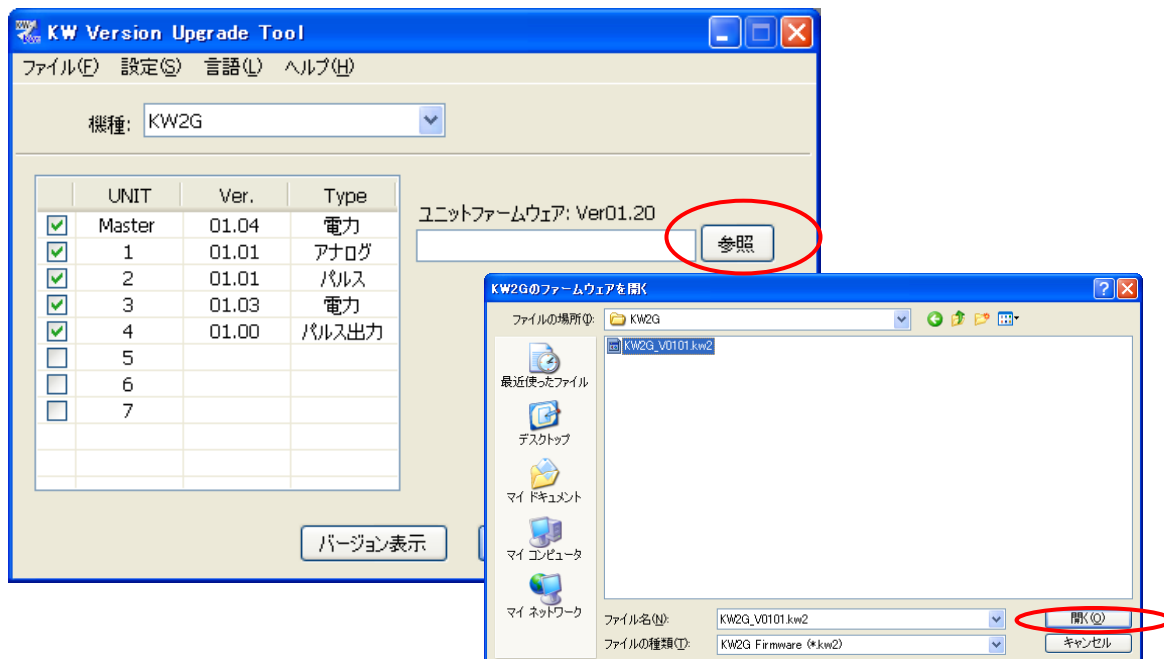 KW Version Upgrade Tool
ファイル(F) 設定(S) 言語(L) ヘルプ(H)
機種: KW2G
UNIT Ver. Type
Master 01.04 電力
1 01.01 アナログ
2 01.01 パルス
3 01.03 電力
4 01.00 パルス出力
5
6
7
ユニットファームウェア: Ver01.20
参照
バージョン表示
KW2Gのファームウェアを開く
ファイルの場所(I): KW2G
KW2G_V0101.kw2
最近使ったファイル
デスクトップ
マイ ドキュメント
マイ コンピュータ
マイ ネットワーク
ファイル名(N): KW2G_V0101.kw2 開く(O)
ファイルの種類(T): KW2G Firmware (*.kw2) キャンセル